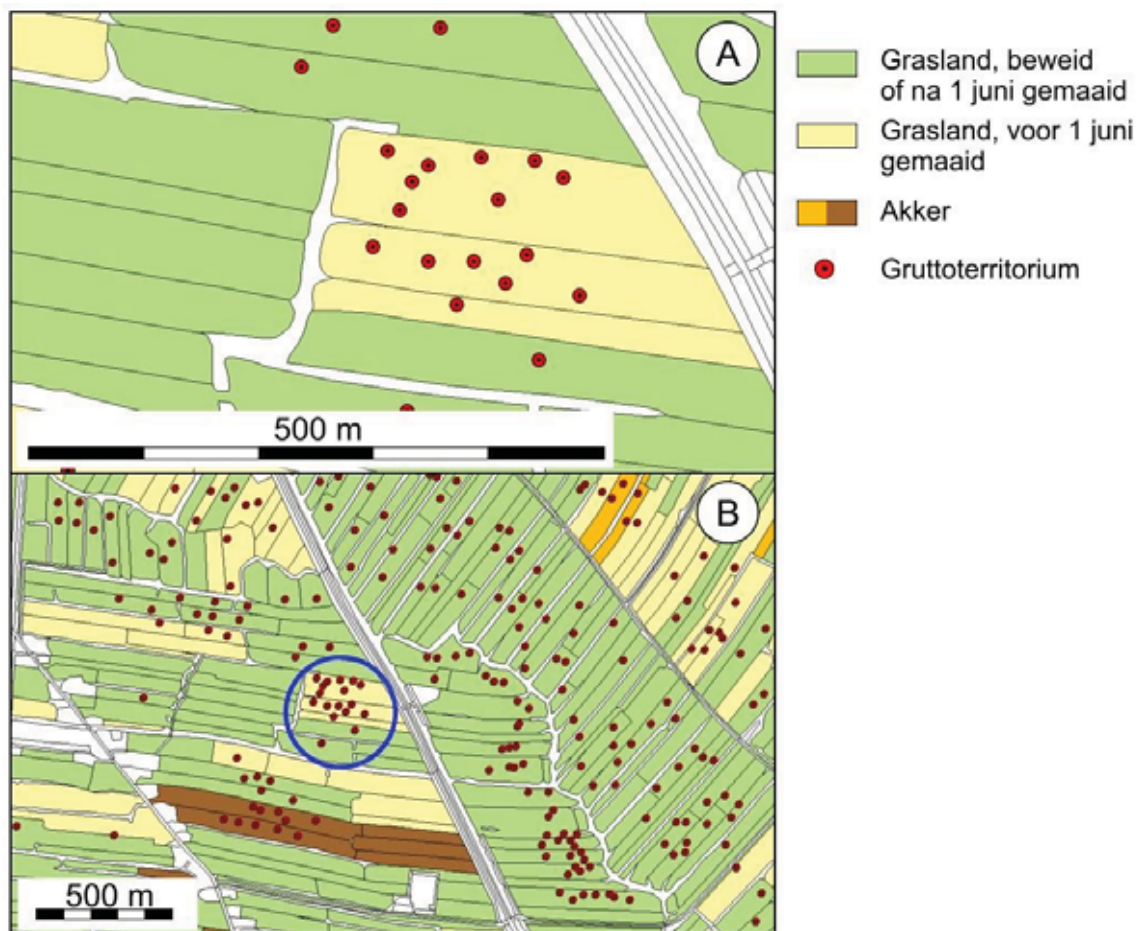 A
500 m
B
500 m
Grasland, beweid
of na 1 juni gemaaid
Grasland, voor 1 juni
gemaaid
Akker
Gruttoterritorium